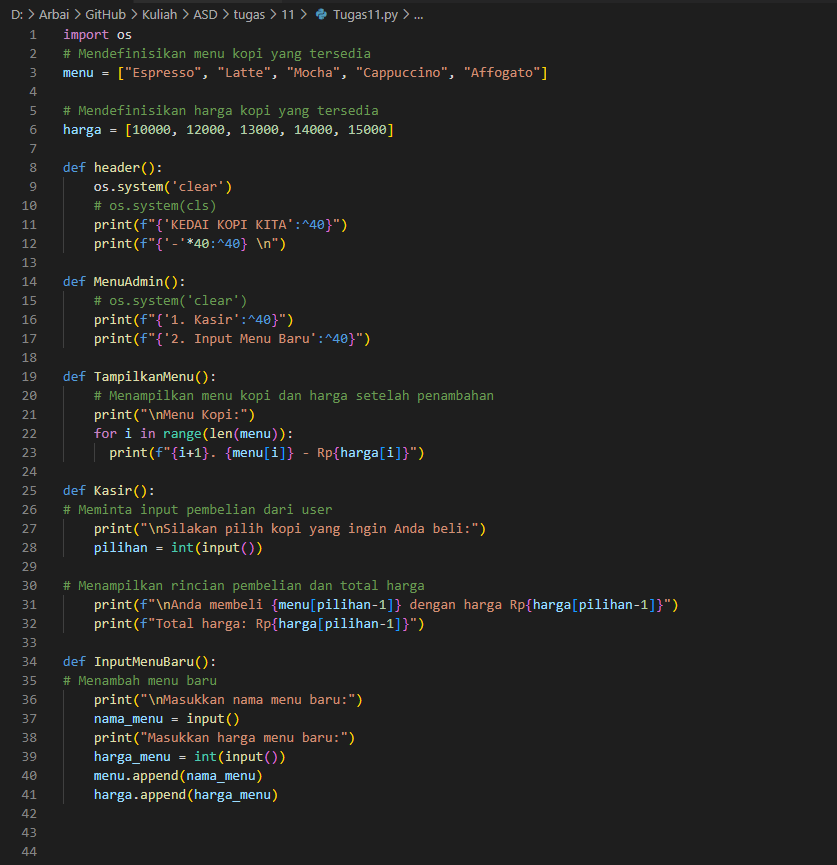 D: > Arbai > GitHub > Kuliah > ASD > tugas > 11 > Tugas11.py > ...
1 import os
2 # Mendefinisikan menu kopi yang tersedia
3 menu = ["Espresso", "Latte", "Mocha", "Cappuccino", "Affogato"]
4
5 # Mendefinisikan harga kopi yang tersedia
6 harga = [10000, 12000, 13000, 14000, 15000]
7
8 def header():
9     os.system('clear')
10     # os.system(cls)
11     print(f"{'KEDAI KOPI KITA':^40}")
12     print(f"{'-'*40:^40} \n")
13
14 def MenuAdmin():
15     # os.system('clear')
16     print(f"{'1. Kasir':^40}")
17     print(f"{'2. Input Menu Baru':^40}")
18
19 def TampilkanMenu():
20     # Menampilkan menu kopi dan harga setelah penambahan
21     print("\nMenu Kopi:")
22     for i in range(len(menu)):
23       print(f"{i+1}. {menu[i]} - Rp{harga[i]}")
24
25 def Kasir():
26 # Meminta input pembelian dari user
27     print("\nSilakan pilih kopi yang ingin Anda beli:")
28     pilihan = int(input())
29
30 # Menampilkan rincian pembelian dan total harga
31     print(f"\nAnda membeli {menu[pilihan-1]} dengan harga Rp{harga[pilihan-1]}")
32     print(f"Total harga: Rp{harga[pilihan-1]}")
33
34 def InputMenuBaru():
35 # Menambah menu baru
36     print("\nMasukkan nama menu baru:")
37     nama_menu = input()
38     print("Masukkan harga menu baru:")
39     harga_menu = int(input())
40     menu.append(nama_menu)
41     harga.append(harga_menu)
42
43
44